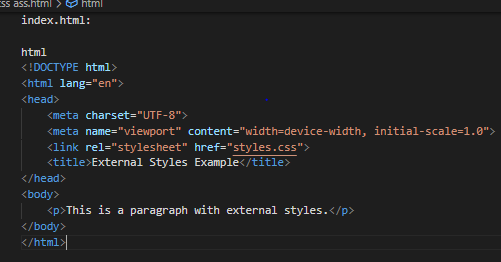 css ass.html > html
index.html:
html
<!DOCTYPE html>
<html lang="en">
<head>
    <meta charset="UTF-8">
    <meta name="viewport" content="width=device-width, initial-scale=1.0">
    <link rel="stylesheet" href="styles.css">
    <title>External Styles Example</title>
</head>
<body>
    <p>This is a paragraph with external styles.</p>
</body>
</html>